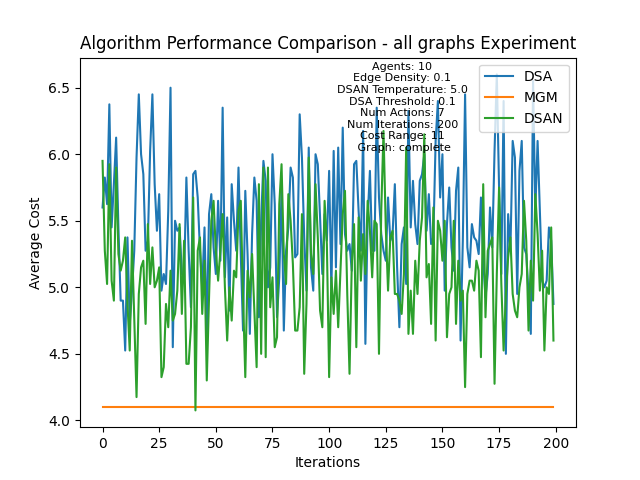 Algorithm Performance Comparison - all graphs Experiment
Agents: 10
Edge Density: 0.1
DSAN Temperature: 5.0
DSA Threshold: 0.1
Num Actions: 7
Num Iterations: 200
Cost Range: 11
Graph: complete
DSA
MGM
DSAN
Average Cost
6.5
6.0
5.5
5.0
4.5
4.0
0 25 50 75 100 125 150 175 200
Iterations